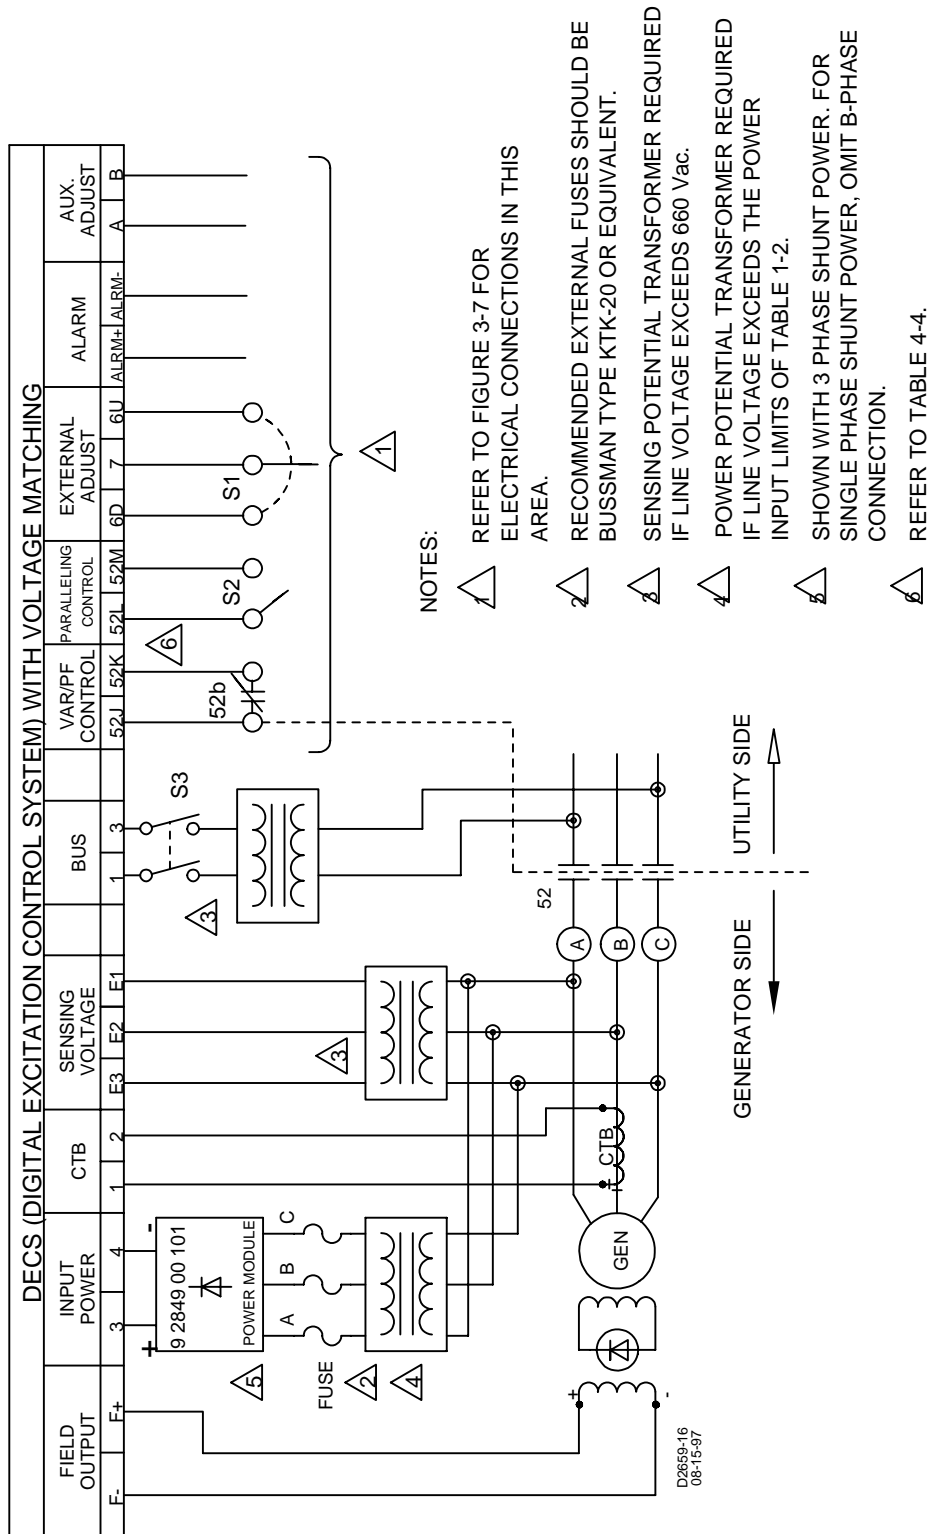 DECS (DIGITAL EXCITATION CONTROL SYSTEM) WITH VOLTAGE MATCHING
FIELD
OUTPUT
INPUT
POWER
CTB
SENSING
VOLTAGE
BUS
VAR/PF
CONTROL
PARALLELING
CONTROL
EXTERNAL
ADJUST
ALARM
AUX.
ADJUST
F- F+ 3 4 1 2 E3 E2 E1 1 3 52J 52K 52L 52M 6D 7 6U ALRM+ ALRM- A B
+ -
9 2849 00 101
POWER MODULE
5
A B C
FUSE
2
4
3
3
S3
52b
6
S2
S1
1
+
-
GEN
+
CTB
A
B
C
52
GENERATOR SIDE
UTILITY SIDE
D2659-16
08-15-97
NOTES:
1 REFER TO FIGURE 3-7 FOR
ELECTRICAL CONNECTIONS IN THIS
AREA.
2 RECOMMENDED EXTERNAL FUSES SHOULD BE
BUSSMAN TYPE KTK-20 OR EQUIVALENT.
3 SENSING POTENTIAL TRANSFORMER REQUIRED
IF LINE VOLTAGE EXCEEDS 660 Vac.
4 POWER POTENTIAL TRANSFORMER REQUIRED
IF LINE VOLTAGE EXCEEDS THE POWER
INPUT LIMITS OF TABLE 1-2.
5 SHOWN WITH 3 PHASE SHUNT POWER. FOR
SINGLE PHASE SHUNT POWER, OMIT B-PHASE
CONNECTION.
6 REFER TO TABLE 4-4.